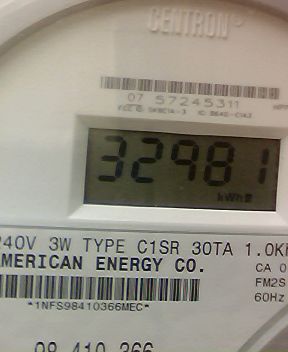 CENTRON
07 57245311
32981
kWh
240V 3W TYPE C1SR 30TA 1.0K
AMERICAN ENERGY CO.
CA 0
FM2S
60Hz
*1NFS98410366MEC*
98 410 366